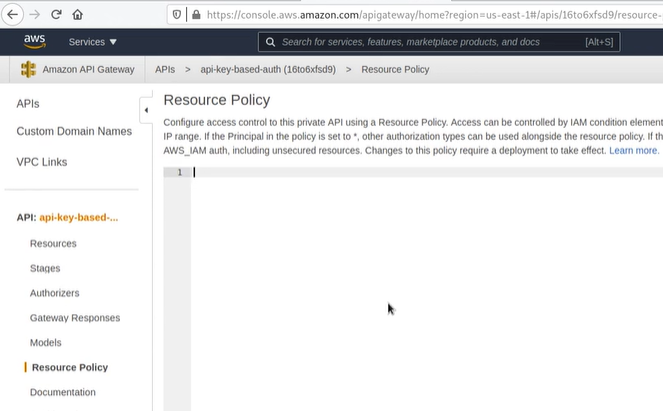 https://console.aws.amazon.com/apigateway/home?region=us-east-1#/apis/16to6xfsd9/resource-
aws
Services
Search for services, features, marketplace products, and docs
[Alt+S]
Amazon API Gateway
APIs > api-key-based-auth (16to6xfsd9) > Resource Policy
APIs
Custom Domain Names
VPC Links
API: api-key-based-...
Resources
Stages
Authorizers
Gateway Responses
Models
Resource Policy
Documentation
Resource Policy
Configure access control to this private API using a Resource Policy. Access can be controlled by IAM condition element
IP range. If the Principal in the policy is set to *, other authorization types can be used alongside the resource policy. If th
AWS_IAM auth, including unsecured resources. Changes to this policy require a deployment to take effect. Learn more.
1